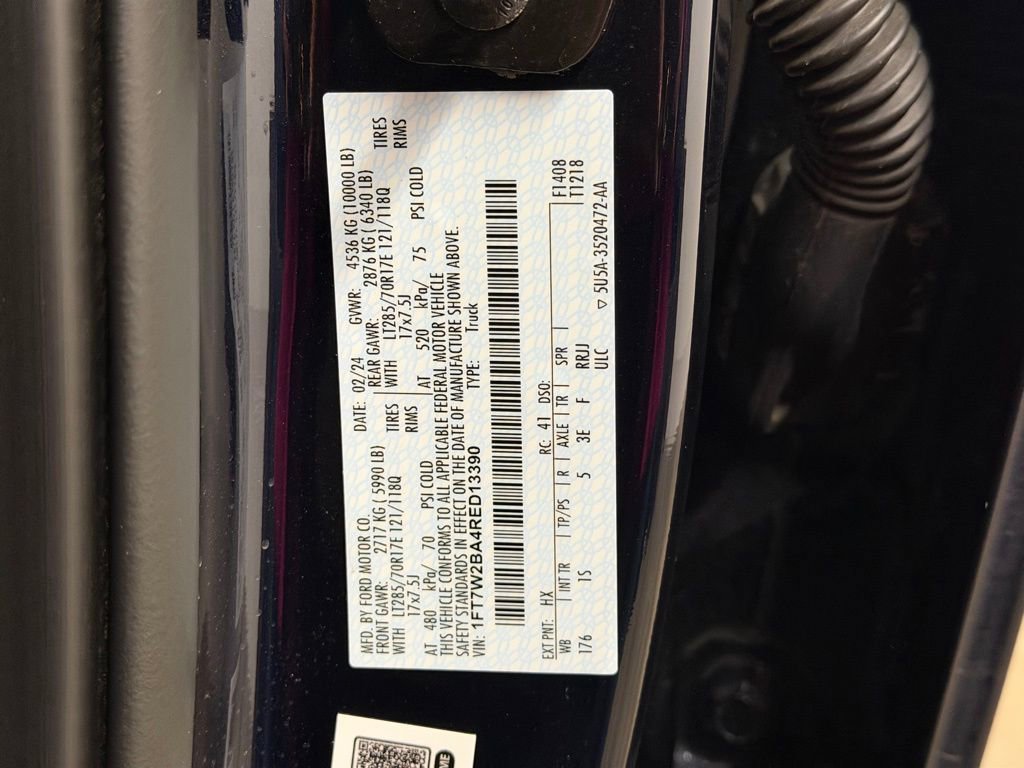 MFD. BY FORD MOTOR CO.
DATE: 02/24 GVWR: 4536 KG (10000 LB)
FRONT GAWR: 2717 KG ( 5990 LB) REAR GAWR: 2876 KG ( 6340 LB)
WITH LT285/70R17E 121/118Q TIRES WITH LT285/70R17E 121/118Q TIRES
17x7.5J RIMS 17x7.5J RIMS
AT 480 kPa/ 70 PSI COLD AT 520 kPa/ 75 PSI COLD
THIS VEHICLE CONFORMS TO ALL APPLICABLE FEDERAL MOTOR VEHICLE
SAFETY STANDARDS IN EFFECT ON THE DATE OF MANUFACTURE SHOWN ABOVE.
VIN: 1FT7W2BA4RED13390 TYPE: Truck
EXT PNT: HX RC: 41 DSO:
WB INT TR TP/PS R AXLE TR SPR F1408
176 1S 5 3E F RRJJ T1218
ULC
▽ 5U5A-3520472-AA